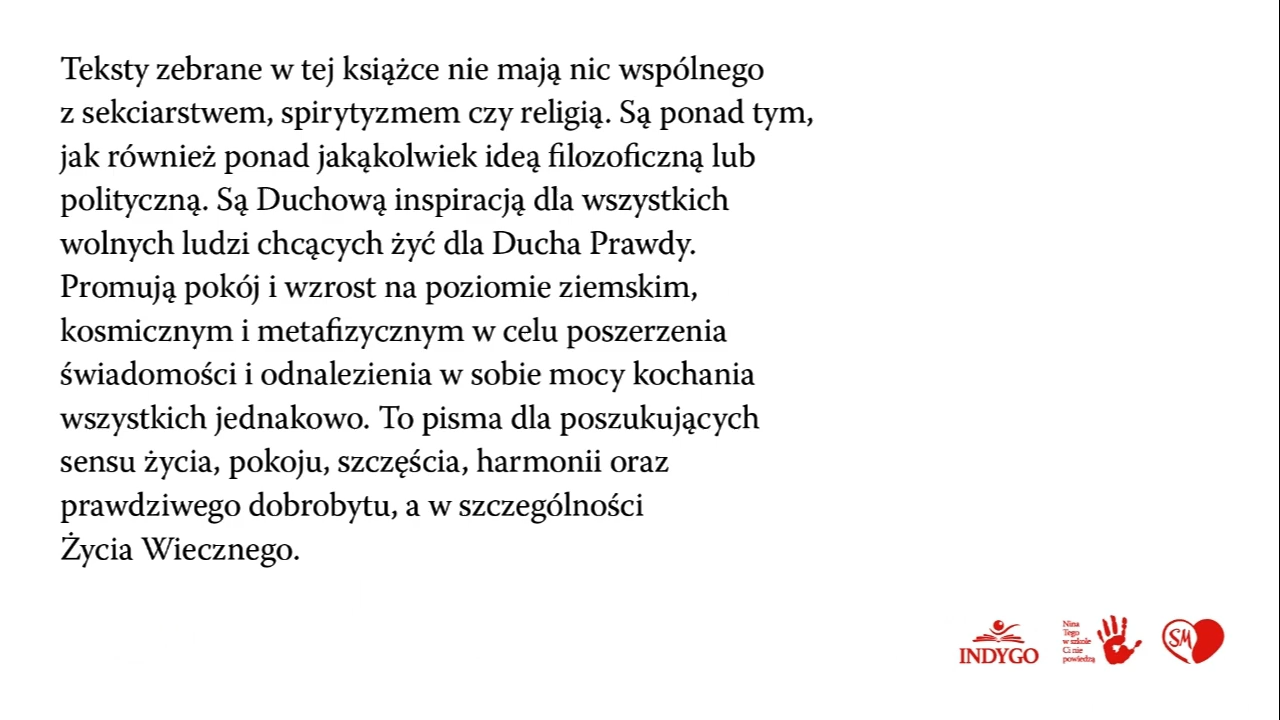 Teksty zebrane w tej książce nie mają nic wspólnego
z sekciarstwem, spirytyzmem czy religią. Są ponad tym,
jak również ponad jakąkolwiek ideą filozoficzną lub
polityczną. Są Duchową inspiracją dla wszystkich
wolnych ludzi chcących żyć dla Ducha Prawdy.
Promują pokój i wzrost na poziomie ziemskim,
kosmicznym i metafizycznym w celu poszerzenia
świadomości i odnalezienia w sobie mocy kochania
wszystkich jednakowo. To pisma dla poszukujących
sensu życia, pokoju, szczęścia, harmonii oraz
prawdziwego dobrobytu, a w szczególności
Życia Wiecznego.
INDYGO
Nina
Tego
w szkole
Ci nie
powiedzą
SM